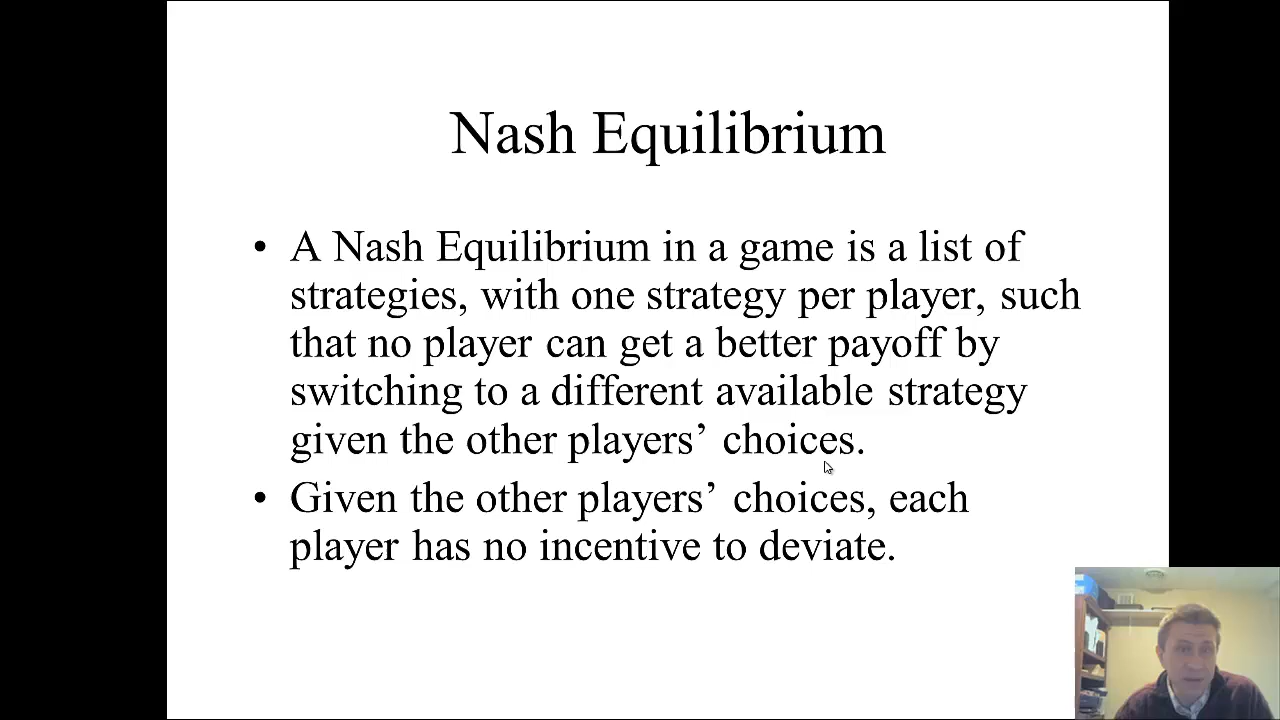 Nash Equilibrium
• A Nash Equilibrium in a game is a list of
strategies, with one strategy per player, such
that no player can get a better payoff by
switching to a different available strategy
given the other players’ choices.
• Given the other players’ choices, each
player has no incentive to deviate.